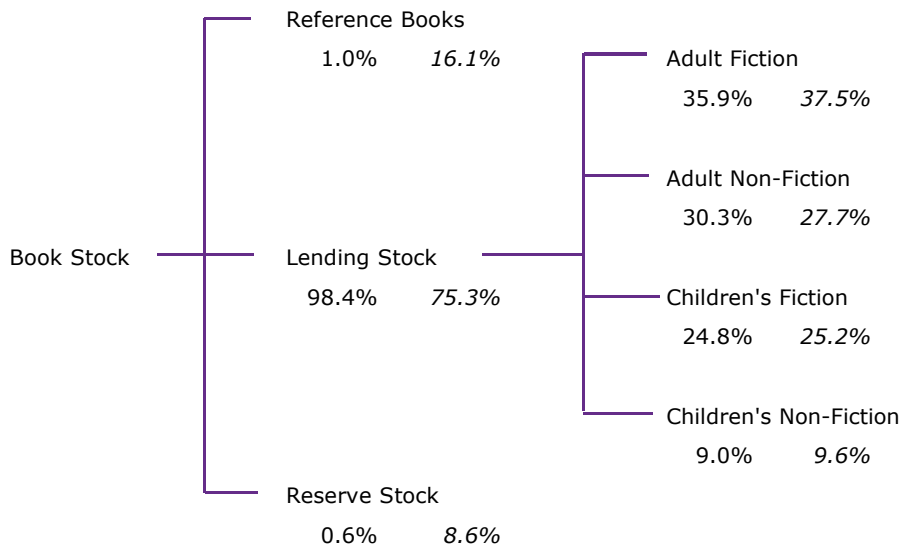 Reference Books
1.0% 16.1%
Adult Fiction
35.9% 37.5%
Adult Non-Fiction
30.3% 27.7%
Book Stock
Lending Stock
98.4% 75.3%
Children's Fiction
24.8% 25.2%
Children's Non-Fiction
9.0% 9.6%
Reserve Stock
0.6% 8.6%